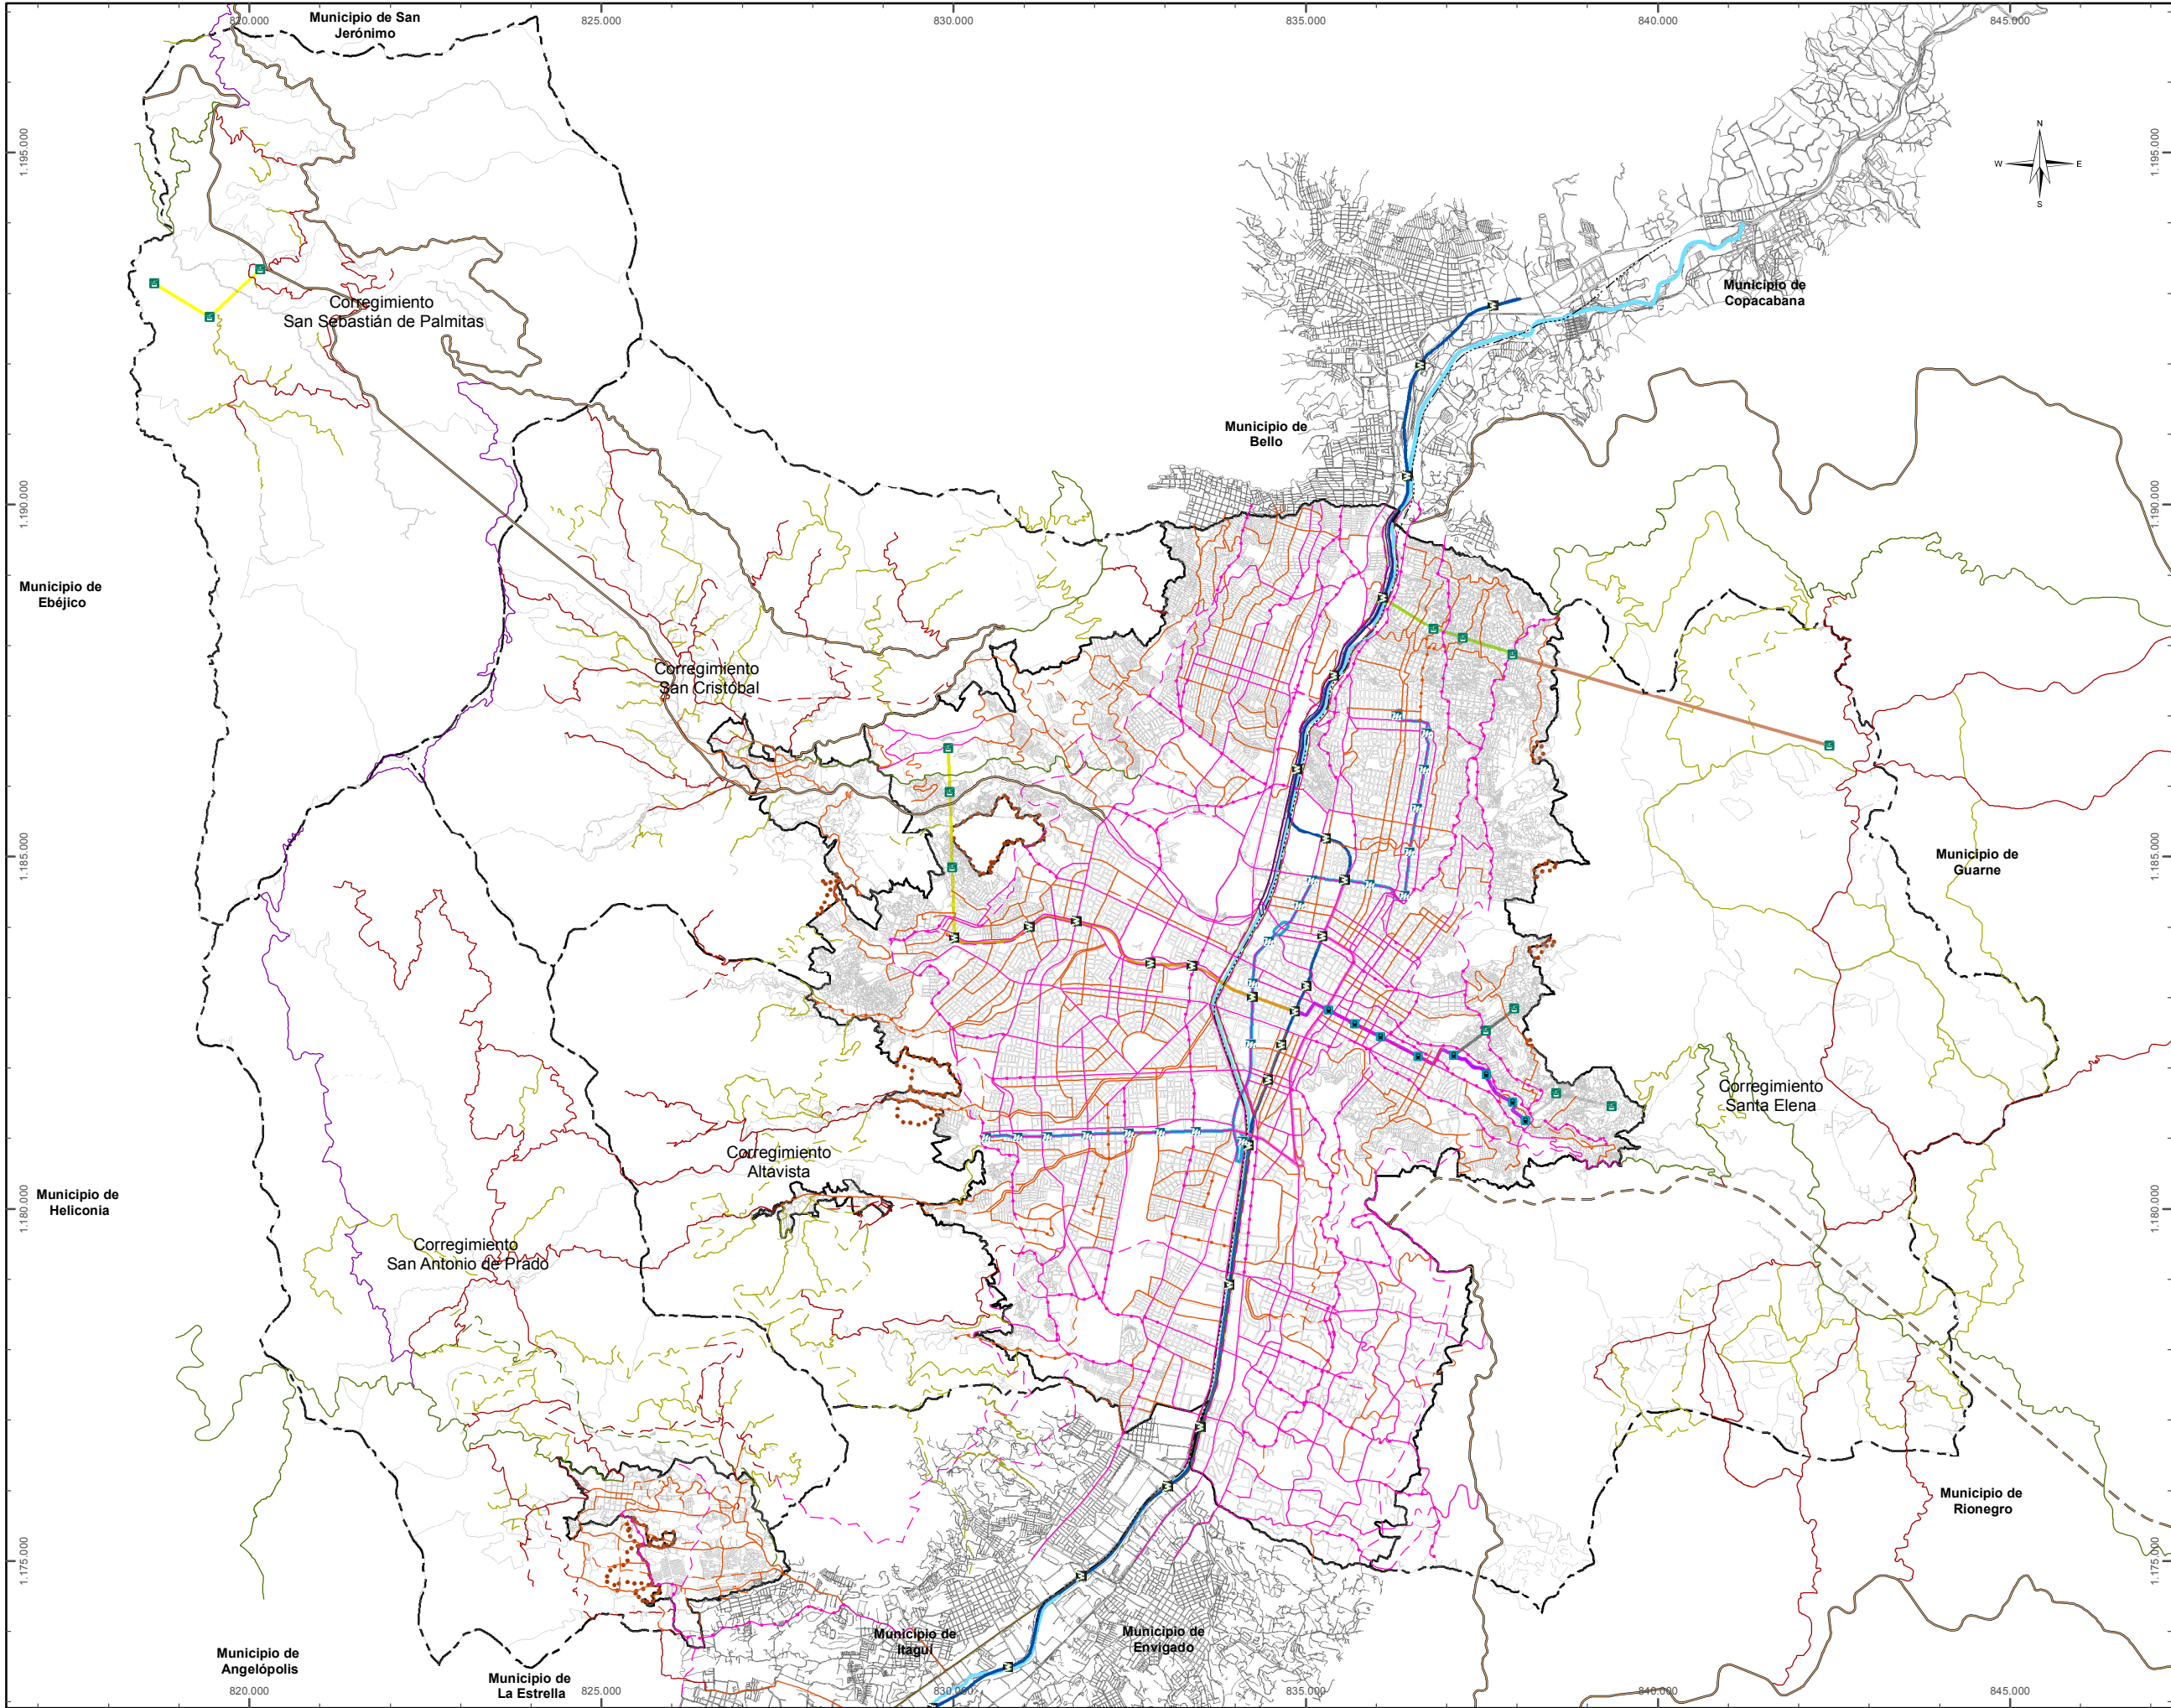 820.000
825.000
830.000
835.000
840.000
845.000
Municipio de San
Jerónimo
1.195.000
1.195.000
N
W
E
S
Municipio de
Copacabana
Corregimiento
San Sebastián de Palmitas
Municipio de
Bello
1.190.000
1.190.000
Municipio de
Ebéjico
Corregimiento
San Cristóbal
1.185.000
1.185.000
Municipio de
Guarne
Corregimiento
Santa Elena
Corregimiento
Altavista
Municipio de
Heliconia
1.180.000
1.180.000
Corregimiento
San Antonio de Prado
Municipio de
Rionegro
1.175.000
1.175.000
Municipio de
Itagui
Municipio de
Envigado
Municipio de
Angelópolis
Municipio de
La Estrella
820.000
825.000
830.000
835.000
840.000
845.000